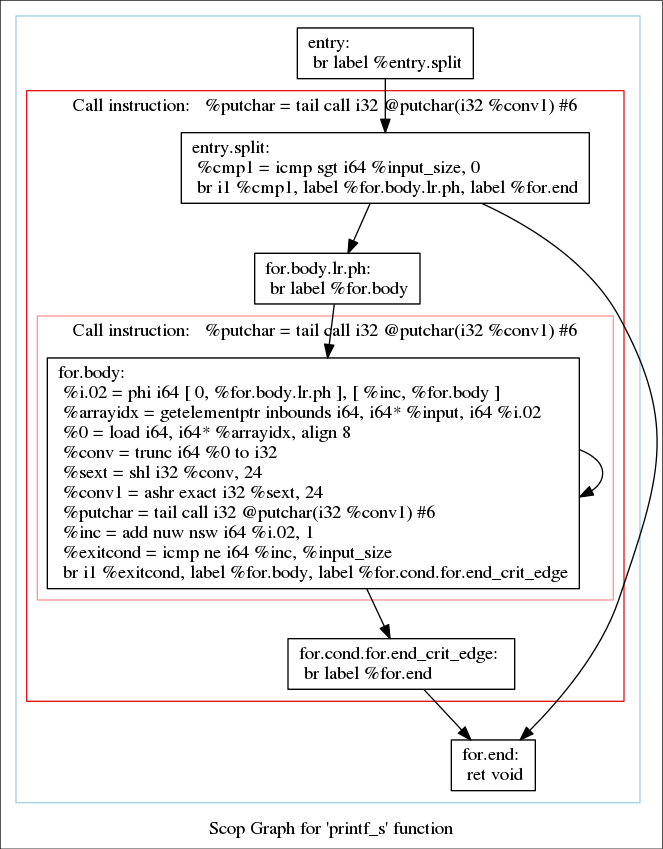 entry:
br label %entry.split
Call instruction: %putchar = tail call i32 @putchar(i32 %conv1) #6
entry.split:
%cmp1 = icmp sgt i64 %input_size, 0
br i1 %cmp1, label %for.body.lr.ph, label %for.end
for.body.lr.ph:
br label %for.body
Call instruction: %putchar = tail call i32 @putchar(i32 %conv1) #6
for.body:
%i.02 = phi i64 [ 0, %for.body.lr.ph ], [ %inc, %for.body ]
%arrayidx = getelementptr inbounds i64, i64* %input, i64 %i.02
%0 = load i64, i64* %arrayidx, align 8
%conv = trunc i64 %0 to i32
%sext = shl i32 %conv, 24
%conv1 = ashr exact i32 %sext, 24
%putchar = tail call i32 @putchar(i32 %conv1) #6
%inc = add nuw nsw i64 %i.02, 1
%exitcond = icmp ne i64 %inc, %input_size
br i1 %exitcond, label %for.body, label %for.cond.for.end_crit_edge
for.cond.for.end_crit_edge:
br label %for.end
for.end:
ret void
Scop Graph for 'printf_s' function